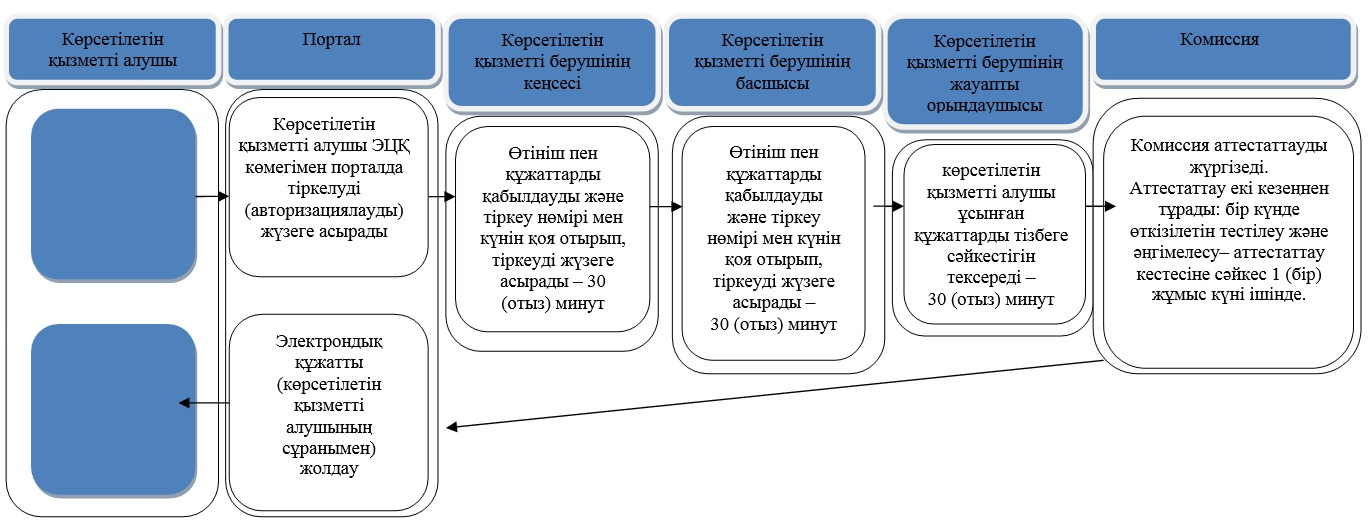 Көрсетілетін
қызметті алушы
Портал
Көрсетілетін
қызметті берушінің
кеңсесі
Көрсетілетін
қызметті берушінің
басшысы
Көрсетілетін
қызметті берушінің
жауапты
орындаушысы
Комиссия
Көрсетілетін
қызметті алушы ЭЦҚ
көмегімен порталда
тіркелуді
(авторизациялауды)
жүзеге асырады
Өтініш пен
құжаттарды
қабылдауды және
тіркеу нөмірі мен
күнін қоя отырып,
тіркеуді жүзеге
асырады – 30
(отыз) минут
Өтініш пен
құжаттарды
қабылдауды
және тіркеу
нөмірі мен күнін
қоя отырып,
тіркеуді жүзеге
асырады –
30 (отыз) минут
көрсетілетін
қызметті алушы
ұсынған
құжаттарды тізбеге
сәйкестігін
тексереді –
30 (отыз) минут
Комиссия аттестаттауды
жүргізеді.
Аттестаттау екі кезеңнен
тұрады: бір күнде
өткізілетін тестілеу және
әңгімелесу– аттестаттау
кестесіне сәйкес 1 (бір)
жұмыс күні ішінде.
Электрондық
құжатты
(көрсетілетін
қызметті
алушының
сұранымен)
жолдау